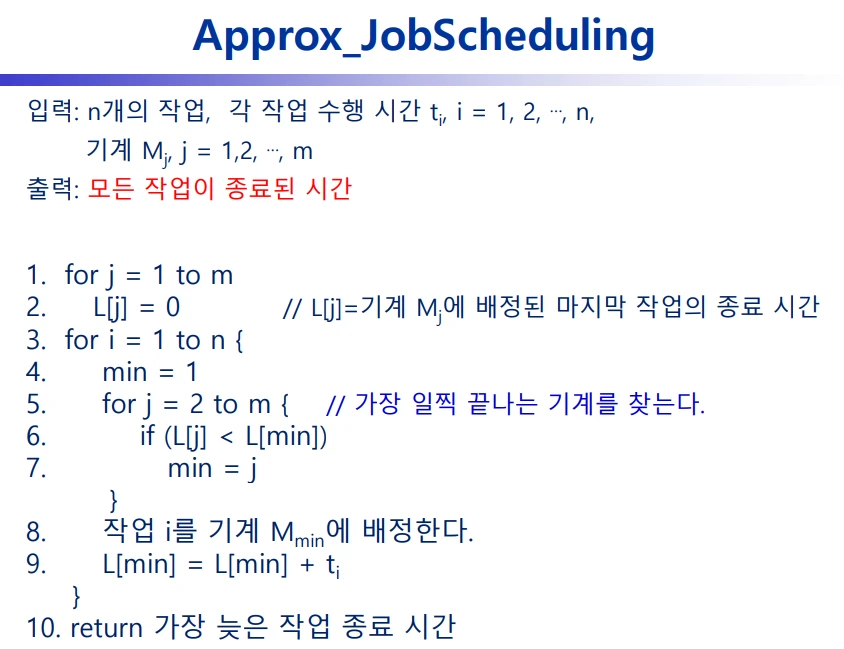 Approx_JobScheduling
입력: n개의 작업, 각 작업 수행 시간 ti, i = 1, 2, …, n,
기계 Mj, j = 1,2, …, m
출력: 모든 작업이 종료된 시간
1. for j = 1 to m
2. L[j] = 0 // L[j]=기계 Mj에 배정된 마지막 작업의 종료 시간
3. for i = 1 to n {
4. min = 1
5. for j = 2 to m { // 가장 일찍 끝나는 기계를 찾는다.
6. if (L[j] < L[min])
7. min = j
}
8. 작업 i를 기계 Mmin에 배정한다.
9. L[min] = L[min] + ti
}
10. return 가장 늦은 작업 종료 시간